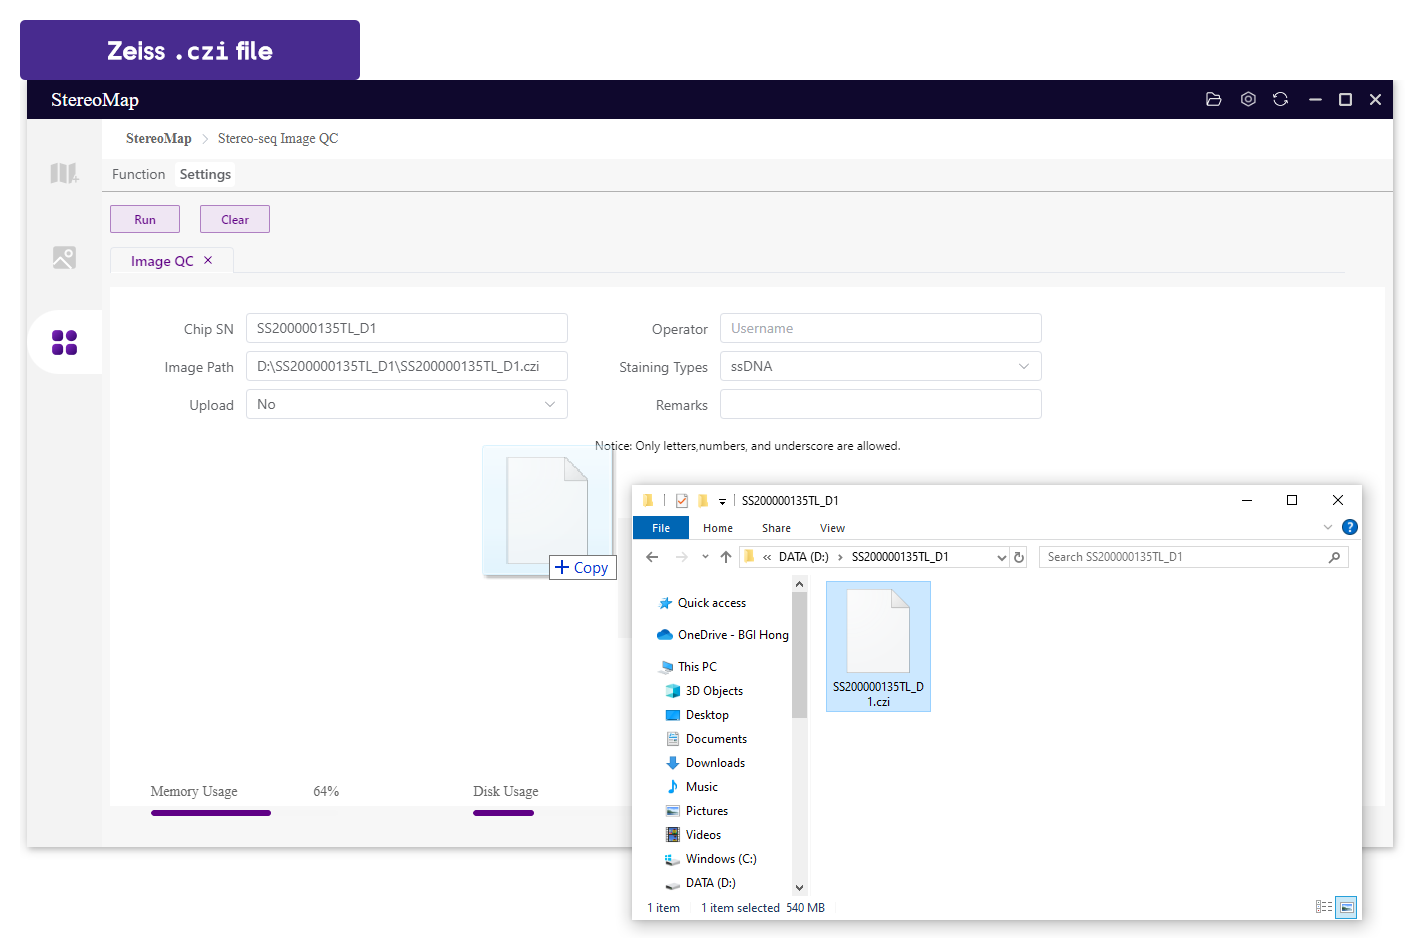 Zeiss .czi file
StereoMap
StereoMap > Stereo-seq Image QC
Function Settings
Run Clear
Image QC ×
Chip SN SS200000135TL_D1 Operator Username
Image Path D:\SS200000135TL_D1\SS200000135TL_D1.czi Staining Types ssDNA
Upload No Remarks
Notice: Only letters,numbers, and underscore are allowed.
+ Copy
Memory Usage 64% Disk Usage
SS200000135TL_D1
File Home Share View
« DATA (D:) > SS200000135TL_D1 Search SS200000135TL_D1
Quick access
OneDrive - BGI Hong
This PC
3D Objects
Desktop
Documents
Downloads
Music
Pictures
Videos
Windows (C:)
DATA (D:)
SS200000135TL_D
1.czi
1 item 1 item selected 540 MB